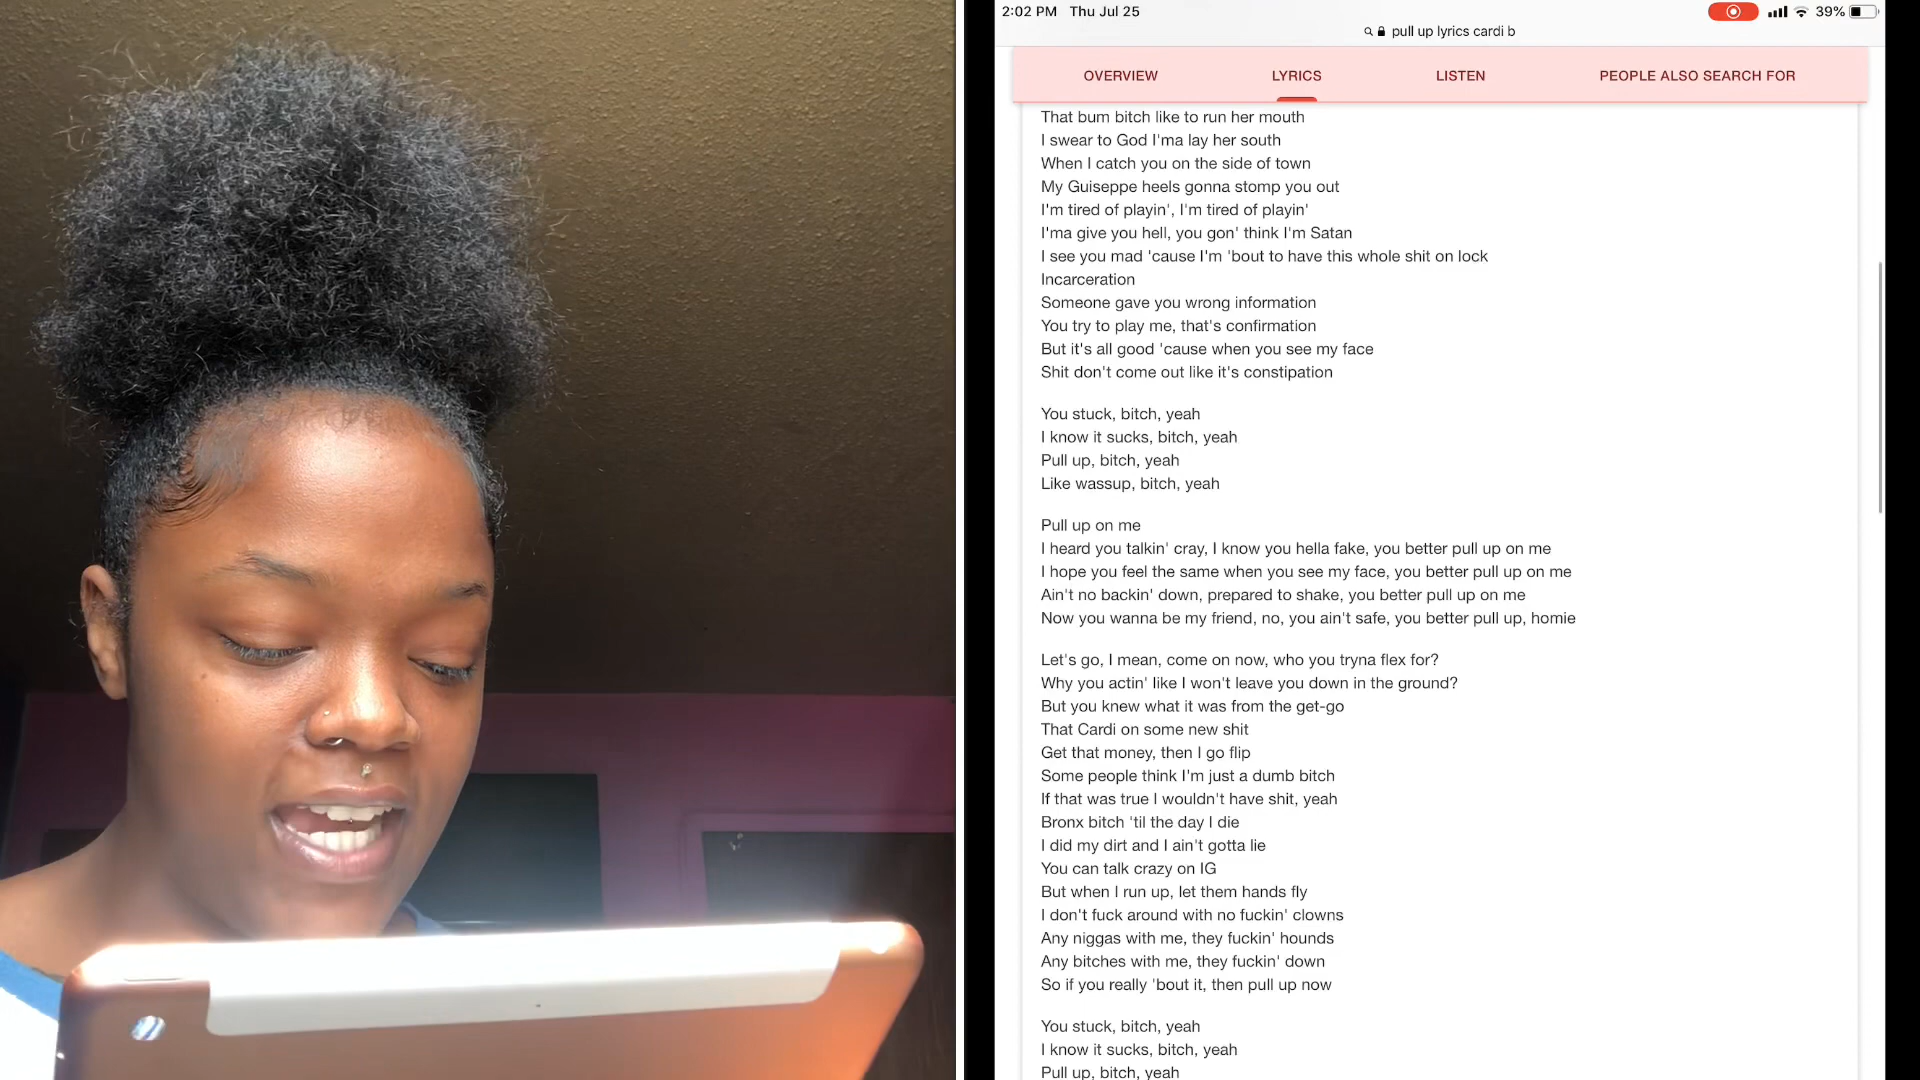 2:02 PM Thu Jul 25
39%
pull up lyrics cardi b
OVERVIEW LYRICS LISTEN PEOPLE ALSO SEARCH FOR
That bum bitch like to run her mouth
I swear to God I'ma lay her south
When I catch you on the side of town
My Guiseppe heels gonna stomp you out
I'm tired of playin', I'm tired of playin'
I'ma give you hell, you gon' think I'm Satan
I see you mad 'cause I'm 'bout to have this whole shit on lock
Incarceration
Someone gave you wrong information
You try to play me, that's confirmation
But it's all good 'cause when you see my face
Shit don't come out like it's constipation
You stuck, bitch, yeah
I know it sucks, bitch, yeah
Pull up, bitch, yeah
Like wassup, bitch, yeah
Pull up on me
I heard you talkin' cray, I know you hella fake, you better pull up on me
I hope you feel the same when you see my face, you better pull up on me
Ain't no backin' down, prepared to shake, you better pull up on me
Now you wanna be my friend, no, you ain't safe, you better pull up, homie
Let's go, I mean, come on now, who you tryna flex for?
Why you actin' like I won't leave you down in the ground?
But you knew what it was from the get-go
That Cardi on some new shit
Get that money, then I go flip
Some people think I'm just a dumb bitch
If that was true I wouldn't have shit, yeah
Bronx bitch 'til the day I die
I did my dirt and I ain't gotta lie
You can talk crazy on IG
But when I run up, let them hands fly
I don't fuck around with no fuckin' clowns
Any niggas with me, they fuckin' hounds
Any bitches with me, they fuckin' down
So if you really 'bout it, then pull up now
You stuck, bitch, yeah
I know it sucks, bitch, yeah
Pull up, bitch, yeah